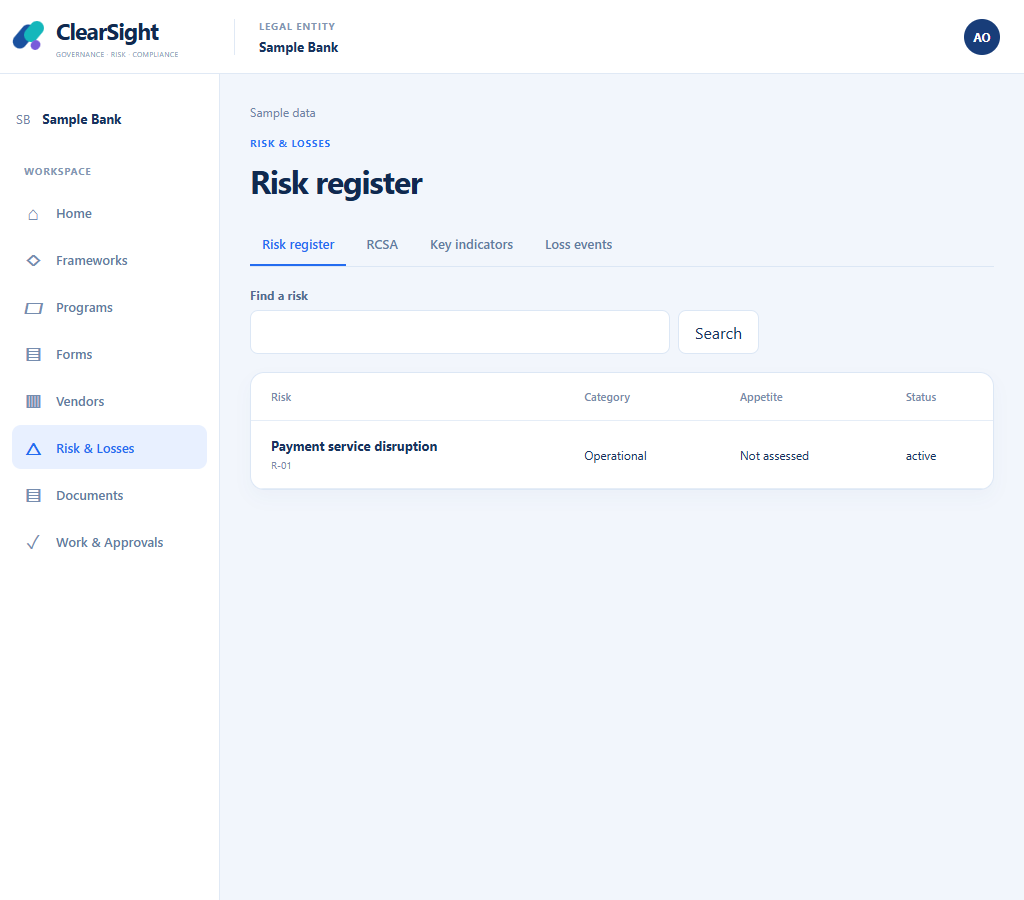 ClearSight
GOVERNANCE · RISK · COMPLIANCE
LEGAL ENTITY
Sample Bank
AO
SB Sample Bank
WORKSPACE
Home
Frameworks
Programs
Forms
Vendors
Risk & Losses
Documents
Work & Approvals
Sample data
RISK & LOSSES
Risk register
Risk register RCSA Key indicators Loss events
Find a risk
Search
Risk Category Appetite Status
Payment service disruption
R-01
Operational Not assessed active